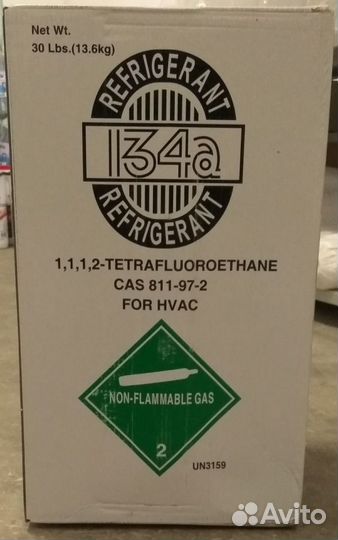 Net Wt.
30 Lbs.(13.6kg)
REFRIGERANT
134a
REFRIGERANT
1,1,1,2-TETRAFLUOROETHANE
CAS 811-97-2
FOR HVAC
NON-FLAMMABLE GAS
2
UN3159
Avito